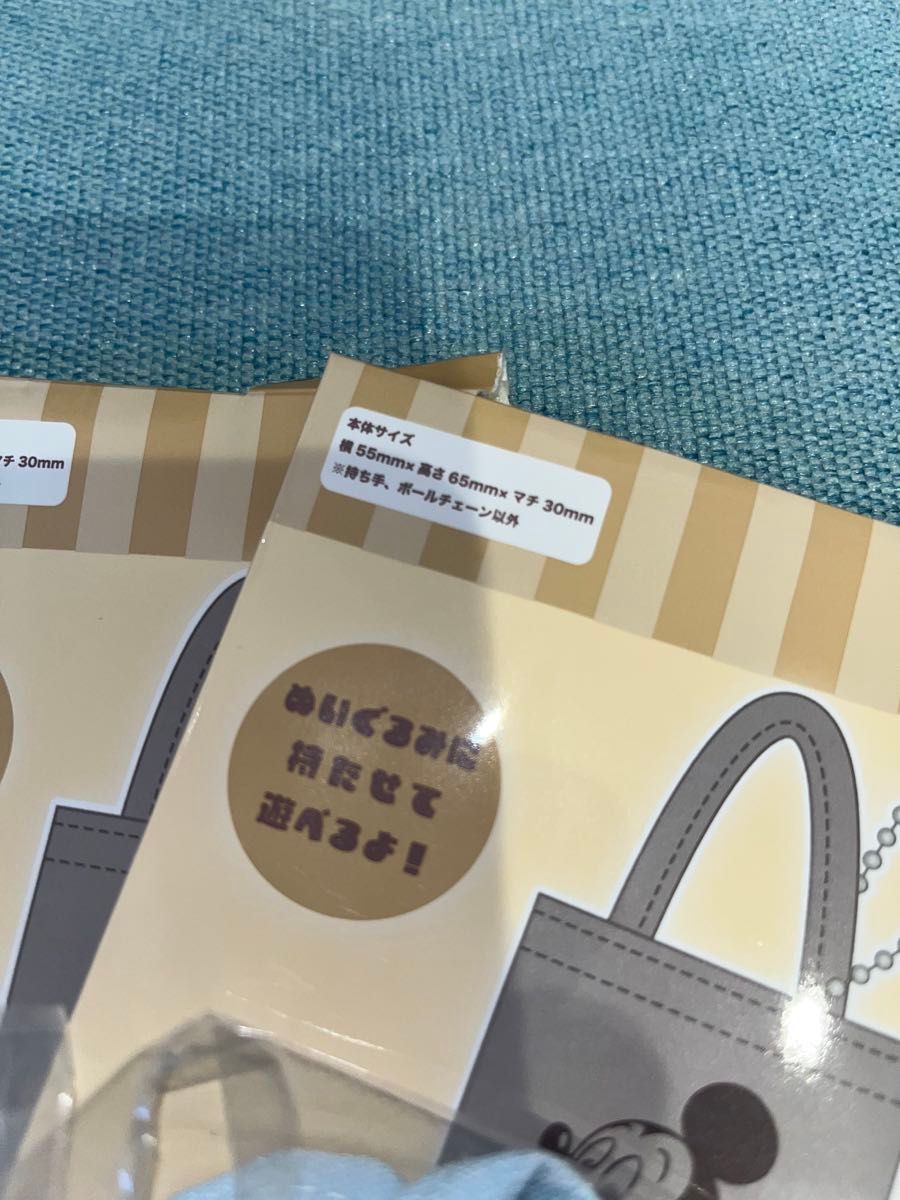 マチ 30mm
本体サイズ
横 55mm× 高さ 65mm× マチ 30mm
※持ち手、ボールチェーン以外
ぬいぐるみに
持たせて
遊べるよ!